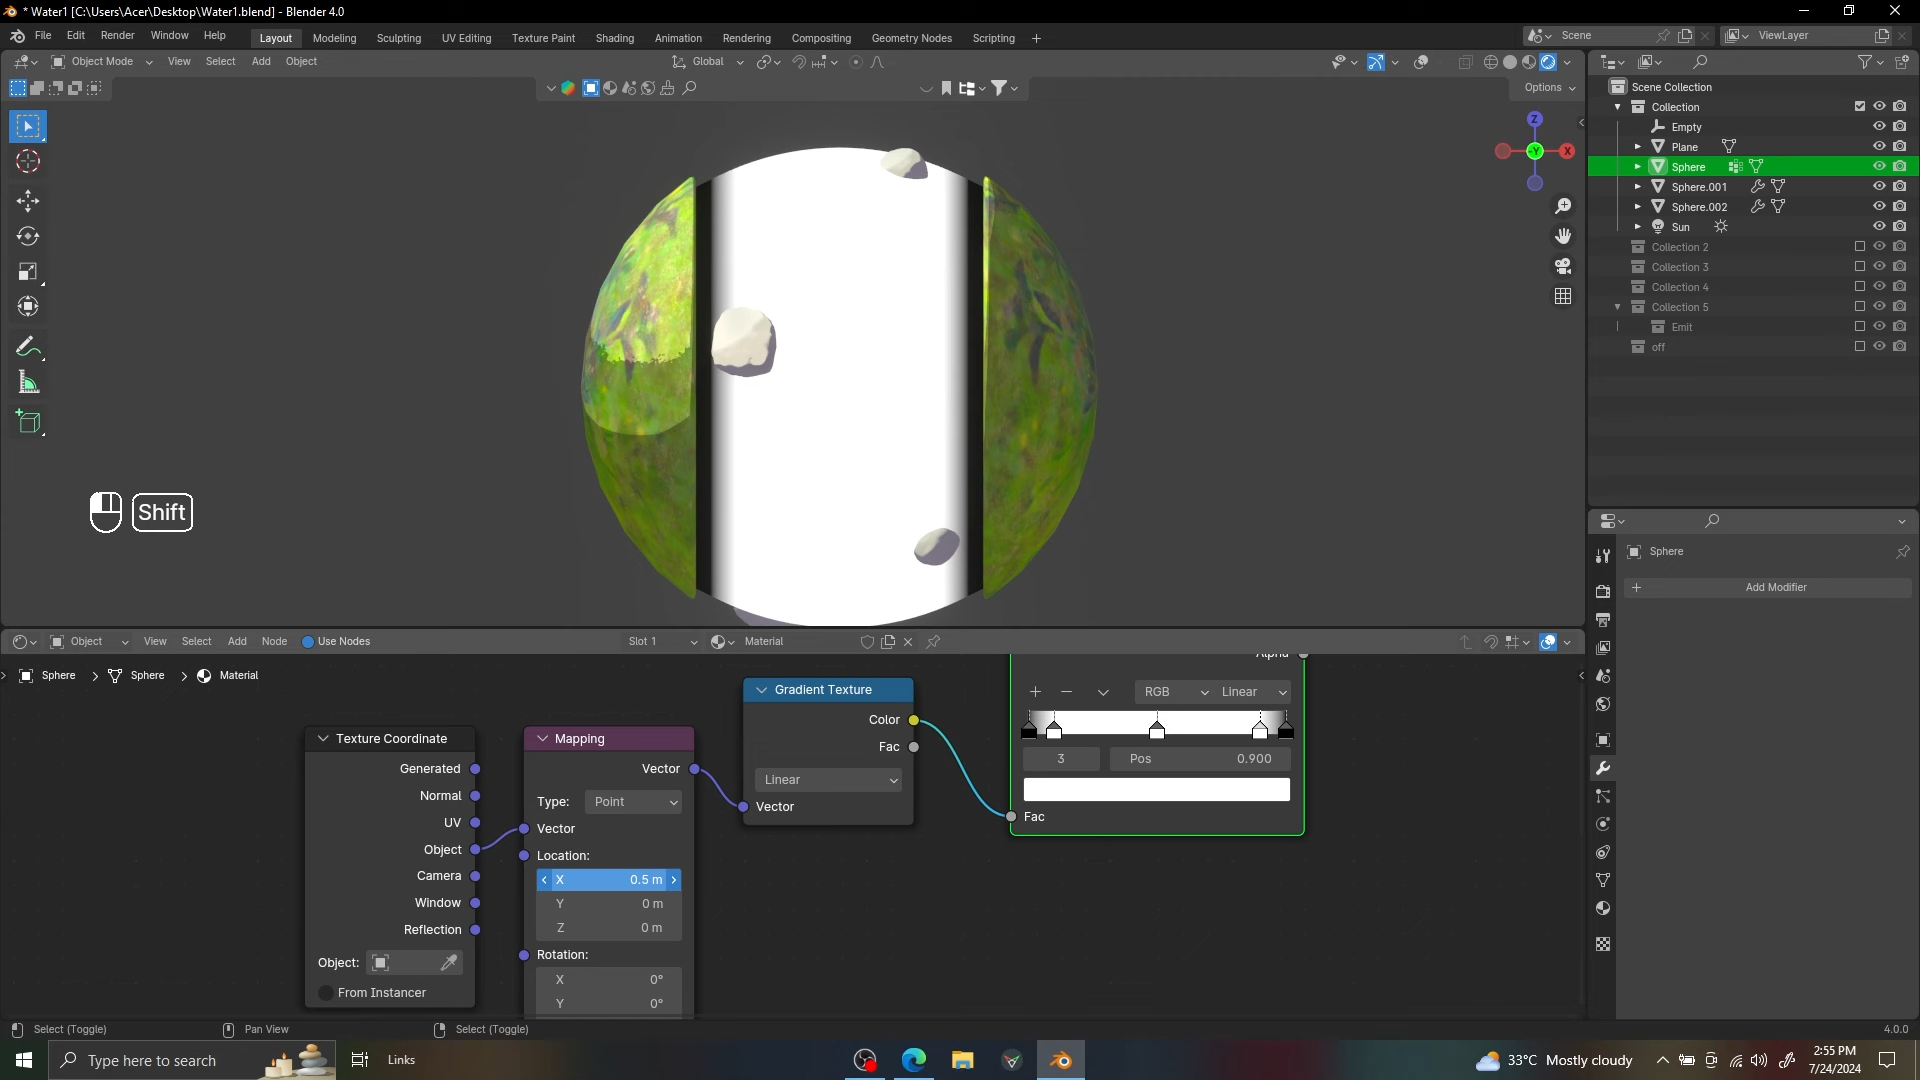 * Water1 [C:\Users\Acer\Desktop\Water1.blend] - Blender 4.0
File Edit Render Window Help Layout Modeling Sculpting UV Editing Texture Paint Shading Animation Rendering Compositing Geometry Nodes Scripting + Scene ViewLayer
Object Mode View Select Add Object Global
Options
Z
-Y X
Shift
Scene Collection
Collection
Empty
Plane
Sphere
Sphere.001
Sphere.002
Sun
Collection 2
Collection 3
Collection 4
Collection 5
Emit
off
Sphere
Add Modifier
Object View Select Add Node Use Nodes Slot 1 Material
Sphere > Sphere > Material
Texture Coordinate
Generated
Normal
UV
Object
Camera
Window
Reflection
Object:
From Instancer
Mapping
Vector
Type: Point
Vector
Location:
X 0.5 m
Y 0 m
Z 0 m
Rotation:
X 0°
Y 0°
Gradient Texture
Color
Fac
Linear
Vector
Alpha
RGB Linear
3 Pos 0.900
Fac
Select (Toggle) Pan View Select (Toggle) 4.0.0
Type here to search Links 33°C Mostly cloudy 2:55 PM
7/24/2024